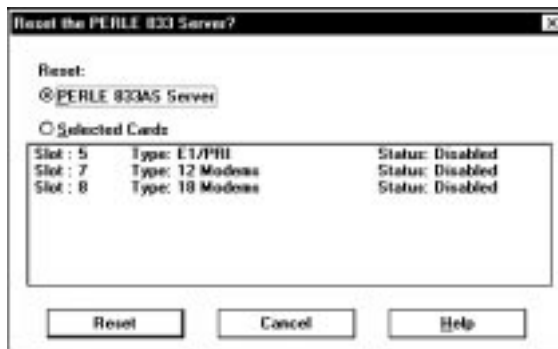 Reset the PERLE 833 Server?
Reset:
PERLE 833AS Server
Selected Cards
Slot : 5 Type: E1/PRI Status: Disabled
Slot : 7 Type: 12 Modems Status: Disabled
Slot : 8 Type: 18 Modems Status: Disabled
Reset Cancel Help